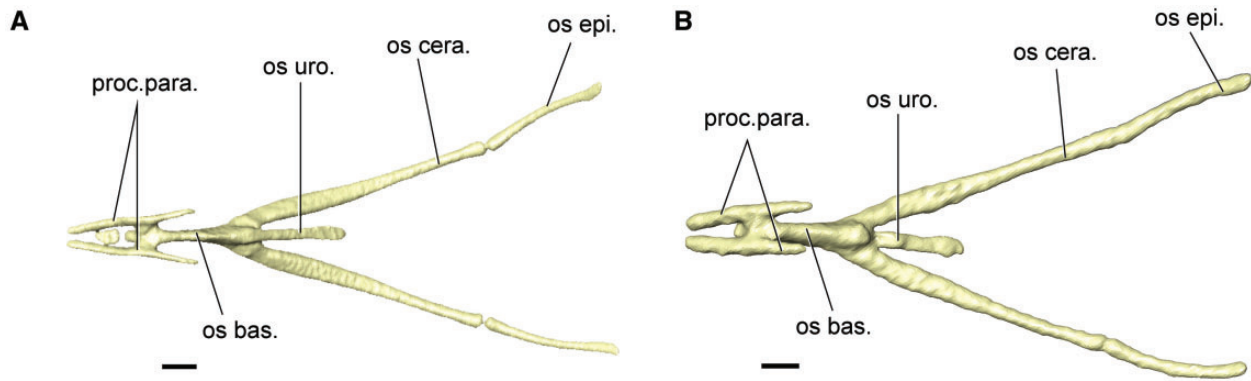 A
proc.para.
os uro.
os cera.
os epi.
os bas.
B
proc.para.
os uro.
os cera.
os epi.
os bas.